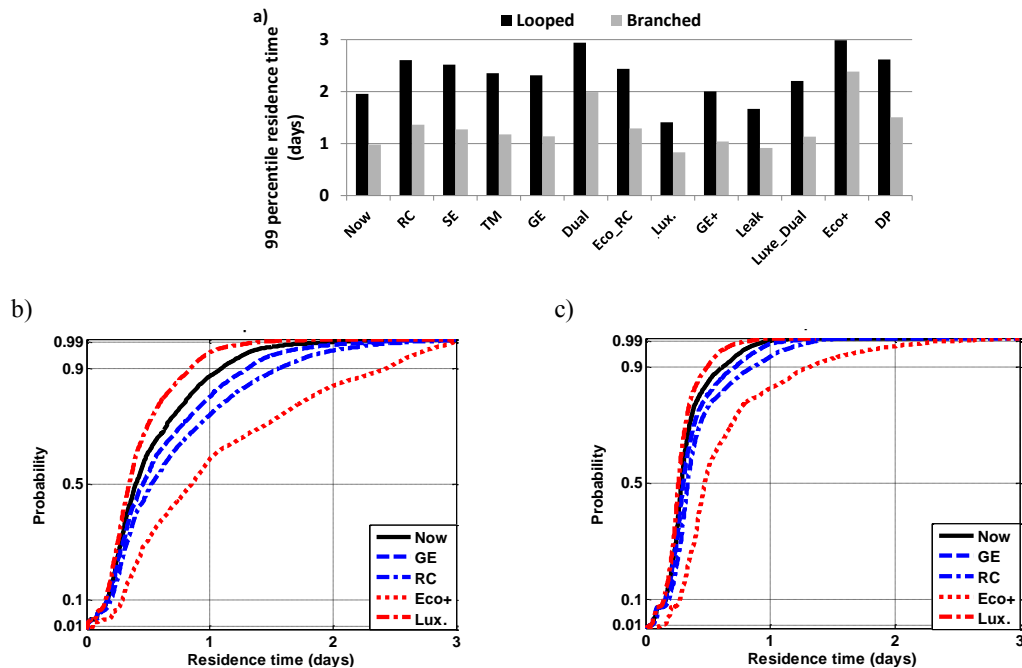 a)
Looped Branched
99 percentile residence time
(days)
3
2
1
0
Now RC SE TM GE Dual Eco_RC Lux. GE+ Leak Luxe_Dual Eco+ DP
b)
0.99
0.9
0.5
0.1
0.01
Probability
Now
GE
RC
Eco+
Lux.
0 1 2 3
Residence time (days)
c)
0.99
0.9
0.5
0.1
0.01
Probability
Now
GE
RC
Eco+
Lux.
0 1 2 3
Residence time (days)